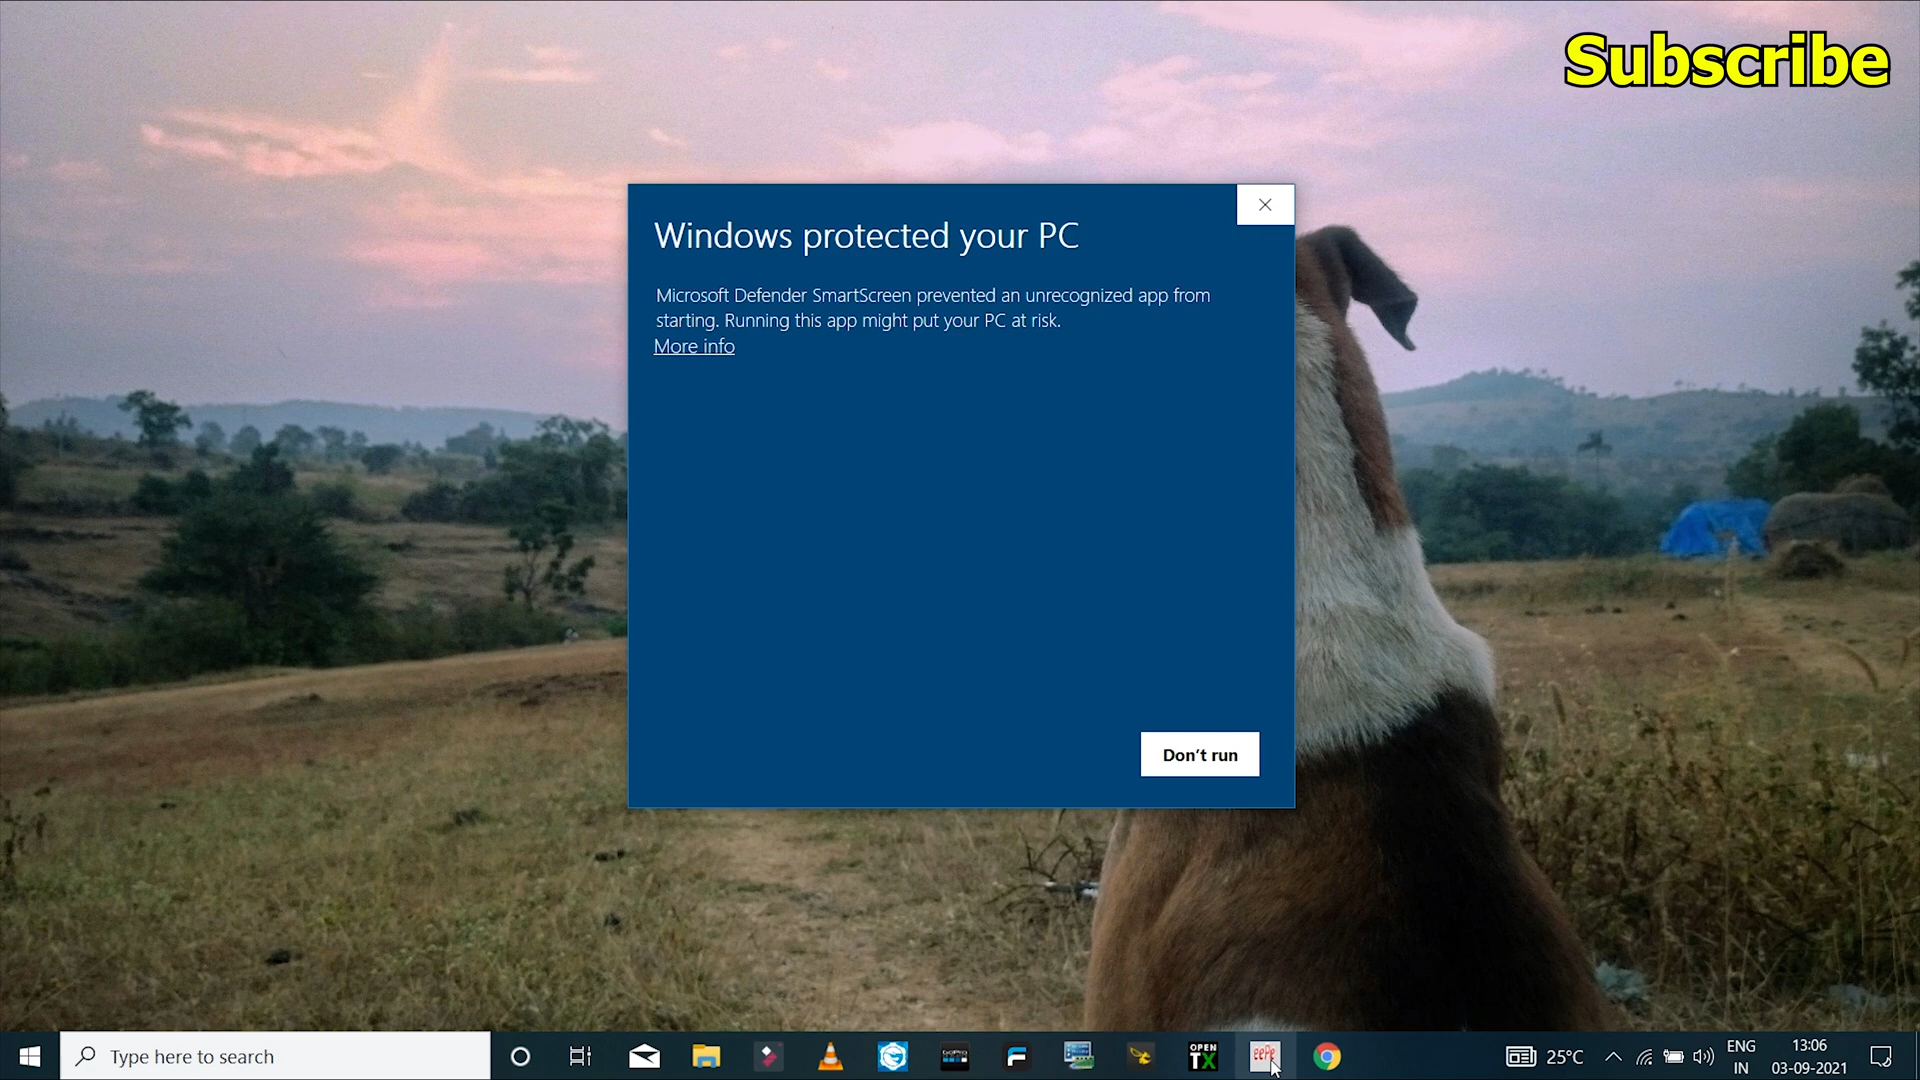 Subscribe
Windows protected your PC
Microsoft Defender SmartScreen prevented an unrecognized app from
starting. Running this app might put your PC at risk.
More info
Don't run
Type here to search
GoPro
OPEN
TX
eePe
25°C
ENG
IN
13:06
03-09-2021